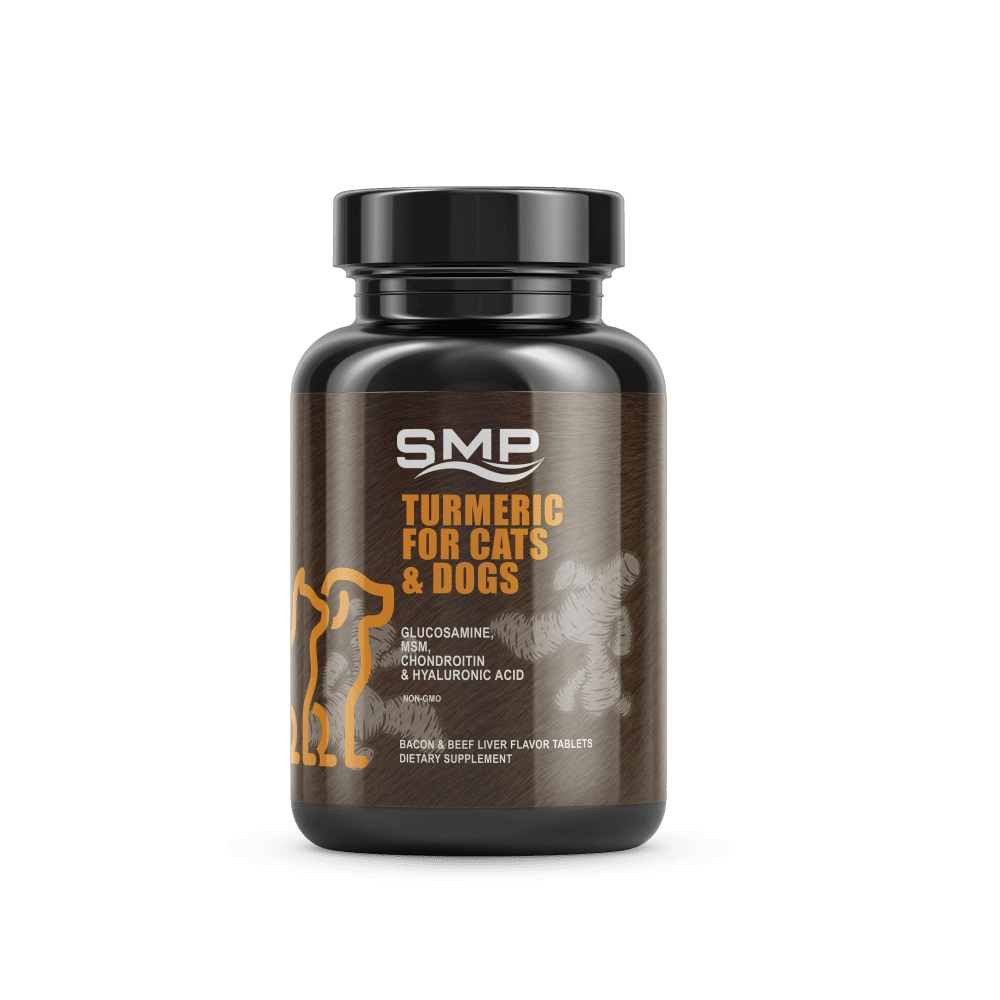 SMP
TURMERIC
FOR CATS
& DOGS
GLUCOSAMINE,
MSM,
CHONDROITIN
& HYALURONIC ACID
NON-GMO
BACON & BEEF LIVER FLAVOR TABLETS
DIETARY SUPPLEMENT